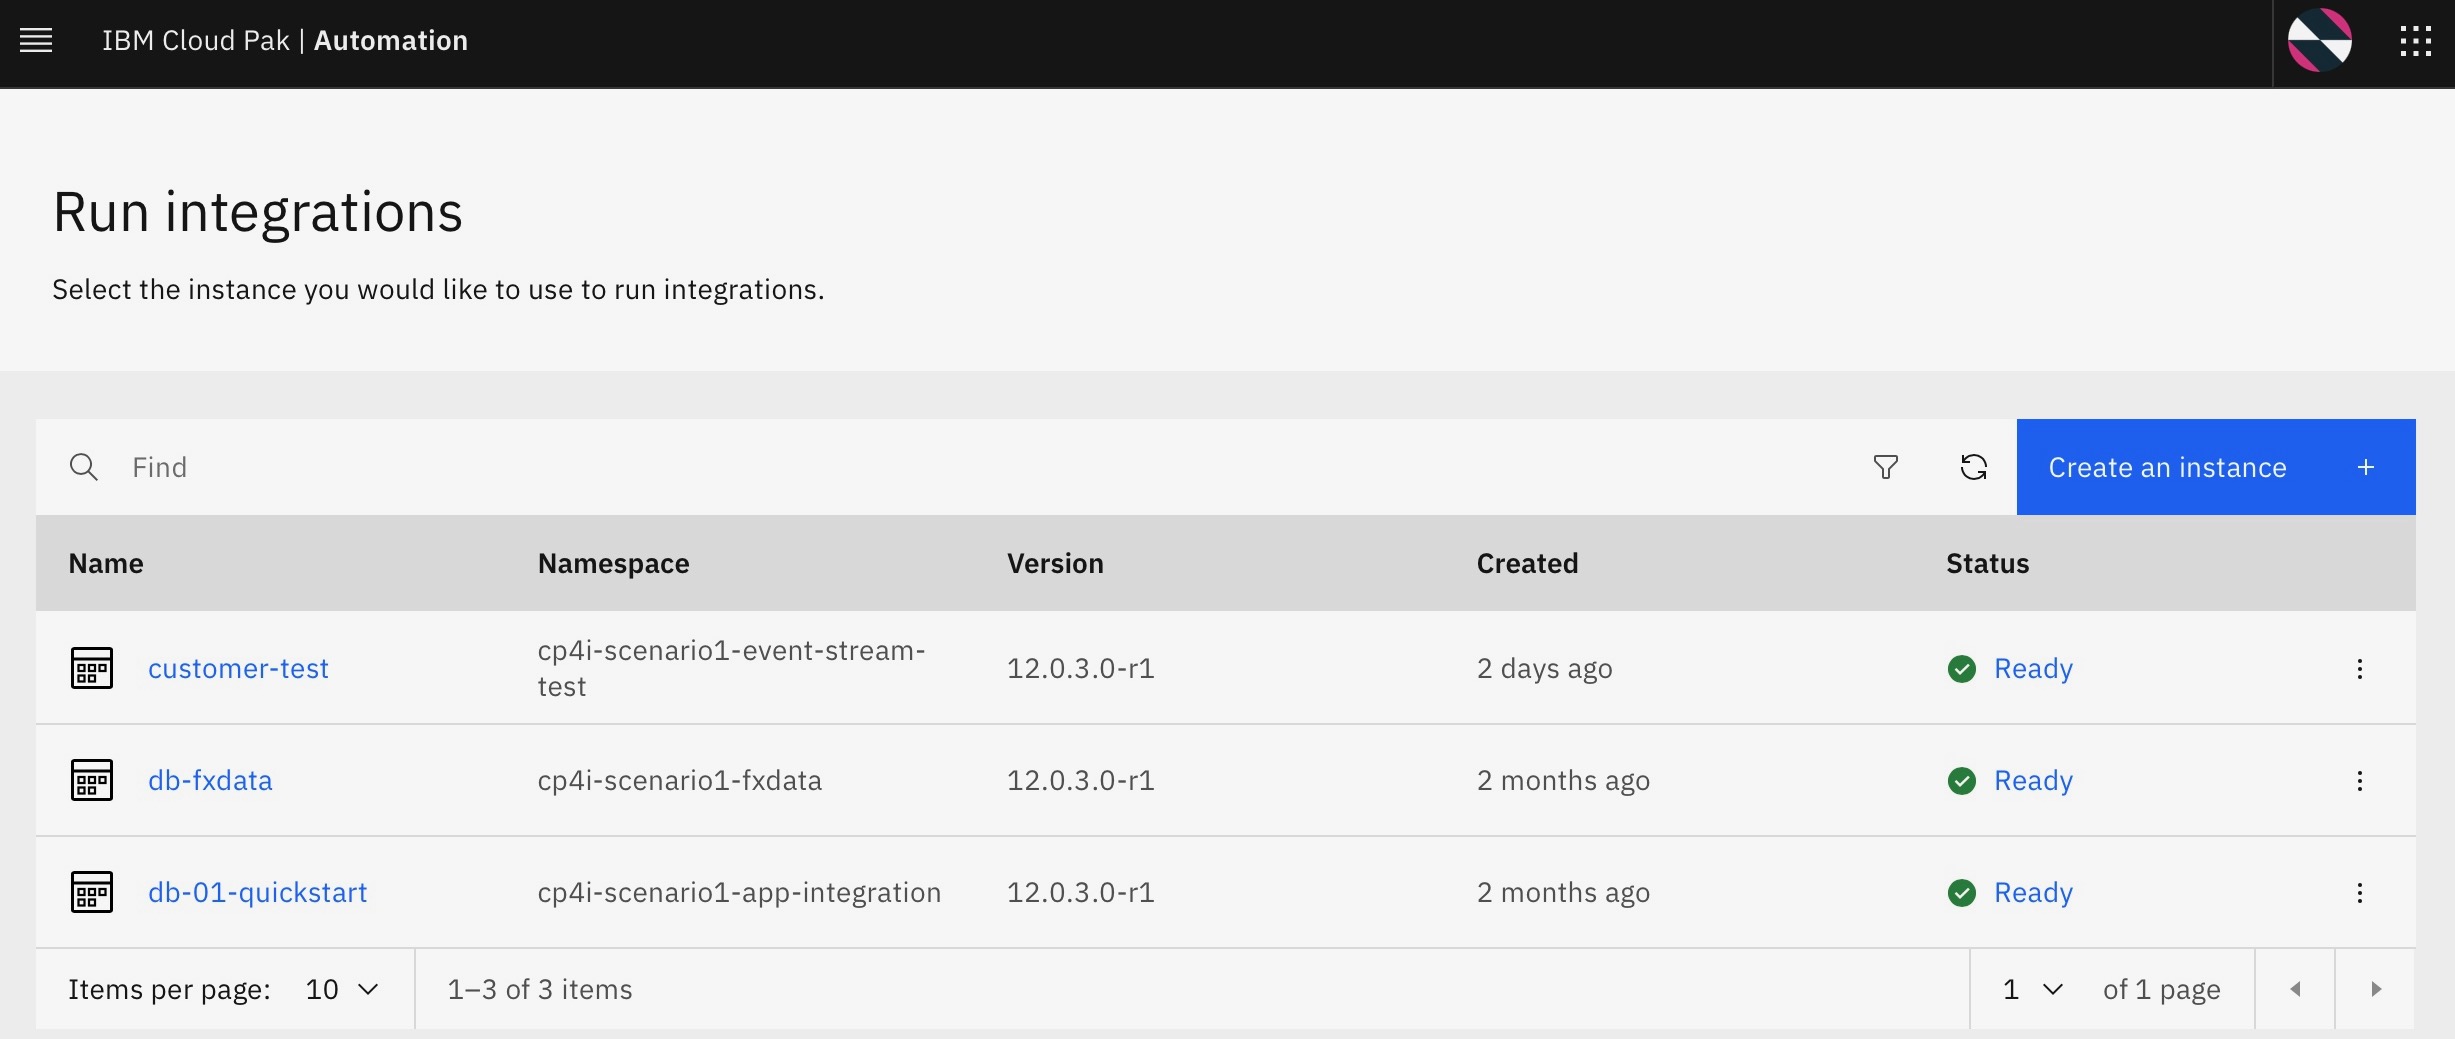 IBM Cloud Pak | Automation
Run integrations
Select the instance you would like to use to run integrations.
Find
Create an instance +
Name Namespace Version Created Status
customer-test cp4i-scenario1-event-stream-
test 12.0.3.0-r1 2 days ago Ready
db-fxdata cp4i-scenario1-fxdata 12.0.3.0-r1 2 months ago Ready
db-01-quickstart cp4i-scenario1-app-integration 12.0.3.0-r1 2 months ago Ready
Items per page: 10 1–3 of 3 items 1 of 1 page